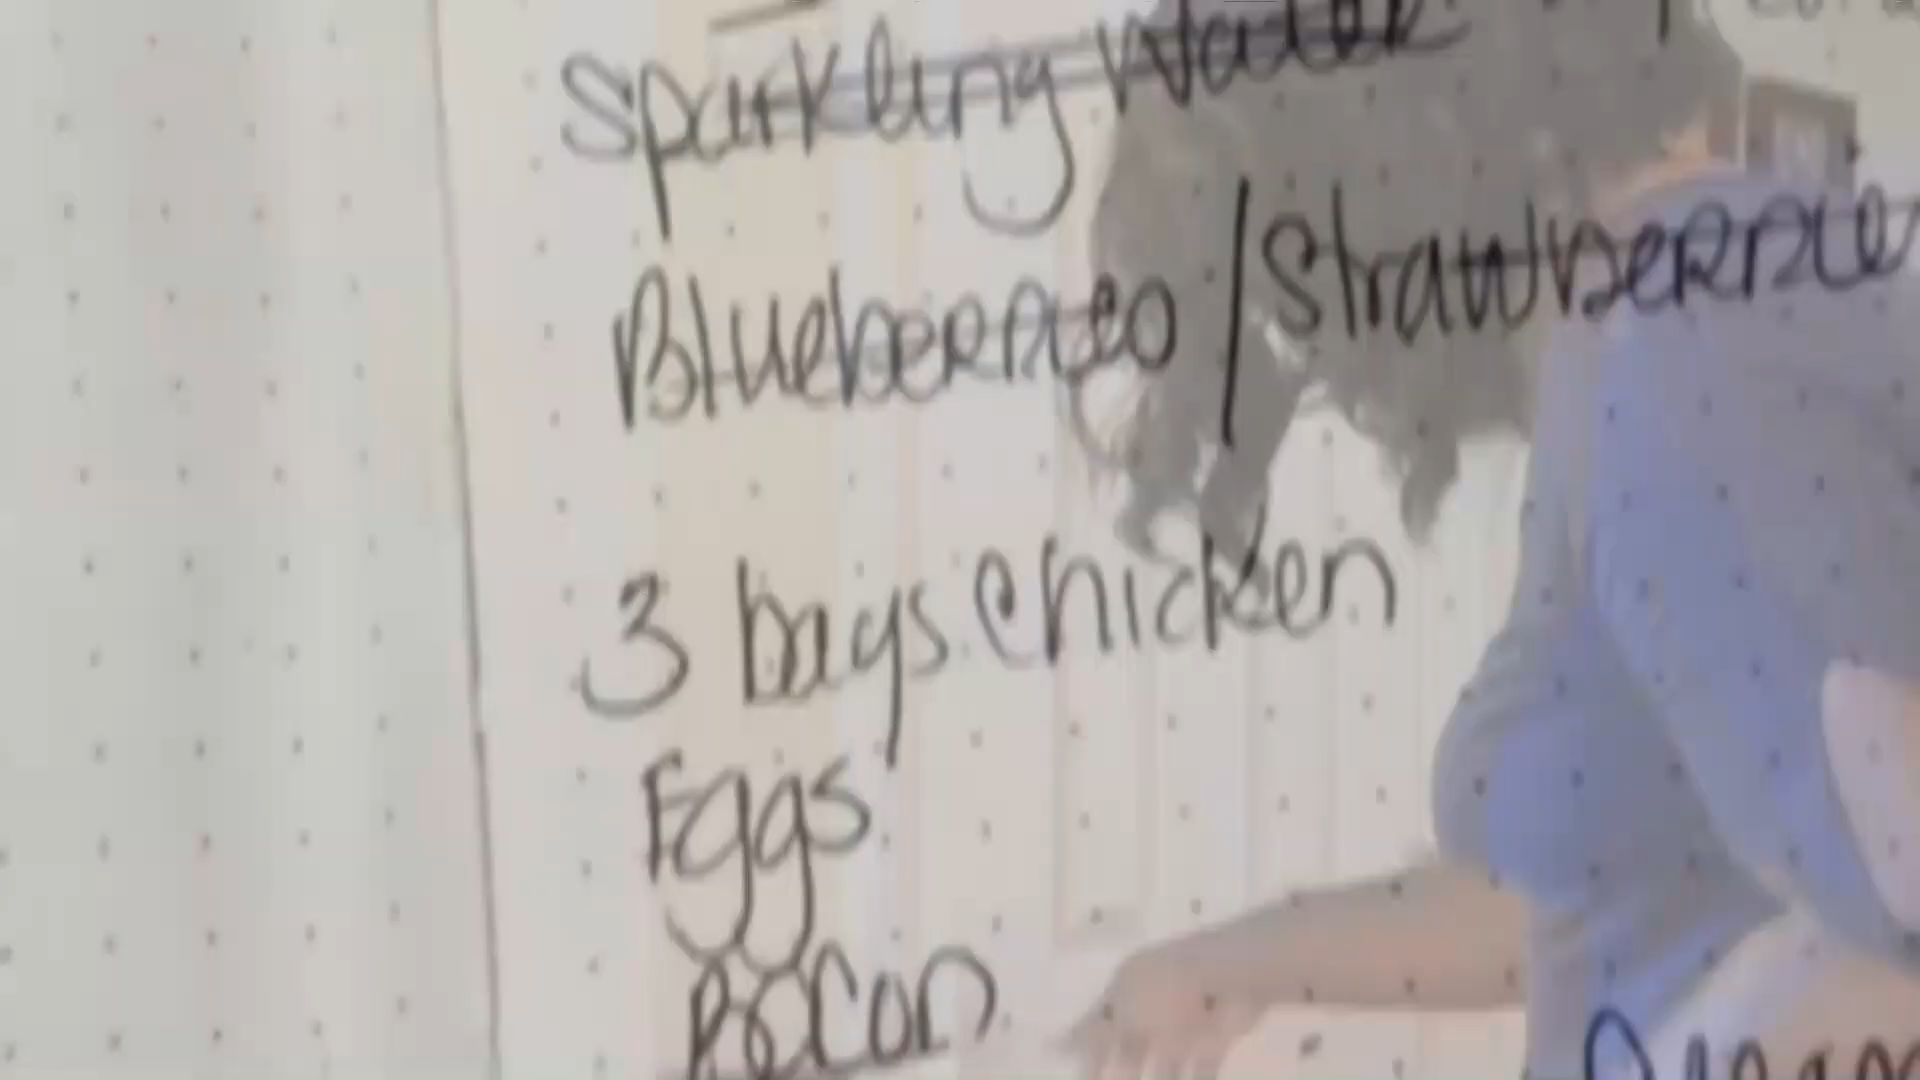 Sparkling Water
Blueberries / Strawberries
3 bags chicken
Eggs
Bacon